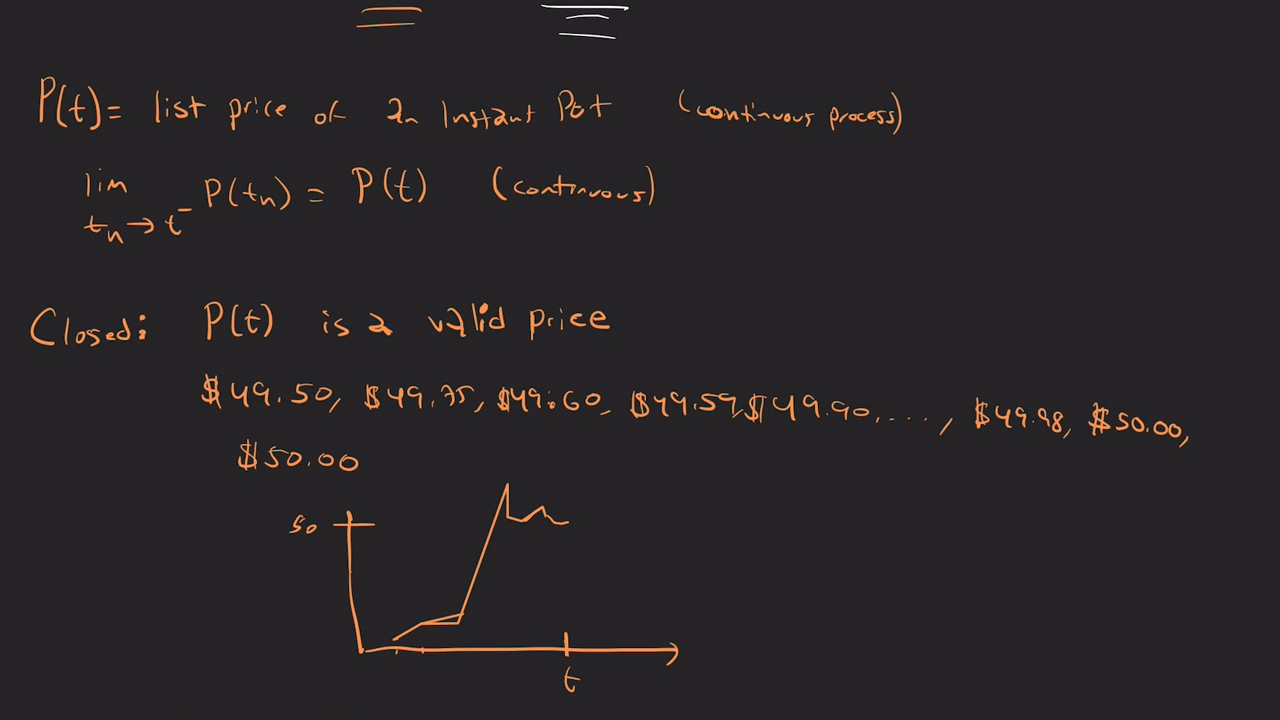 P(t) = list price of an Instant Pot (continuous process)
lim P(tn) = P(t) (continuous)
tn → t⁻
Closed: P(t) is a valid price
$49.50, $49.75, $49.60, $49.59, $49.90, ...., $49.98, $50.00,
$50.00
50
t